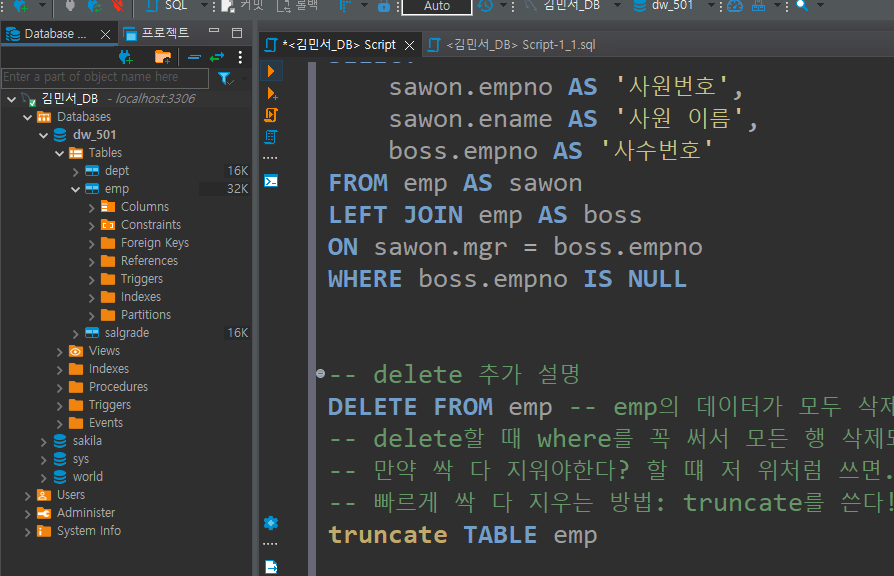 SQL
커밋
롤백
Auto
김민서_DB
dw_501
Database ...
프로젝트
Enter a part of object name here
김민서_DB - localhost:3306
Databases
dw_501
Tables
dept 16K
emp 32K
Columns
Constraints
Foreign Keys
References
Triggers
Indexes
Partitions
salgrade 16K
Views
Indexes
Procedures
Triggers
Events
sakila
sys
world
Users
Administer
System Info
*<김민서_DB> Script
<김민서_DB> Script-1_1.sql
SELECT
sawon.empno AS '사원번호',
sawon.ename AS '사원 이름',
boss.empno AS '사수번호'
FROM emp AS sawon
LEFT JOIN emp AS boss
ON sawon.mgr = boss.empno
WHERE boss.empno IS NULL
-- delete 추가 설명
DELETE FROM emp -- emp의 데이터가 모두 삭제
-- delete할 때 where를 꼭 써서 모든 행 삭제
-- 만약 싹 다 지워야한다? 할 때 저 위처럼 쓰면.
-- 빠르게 싹 다 지우는 방법: truncate를 쓴다!
truncate TABLE emp